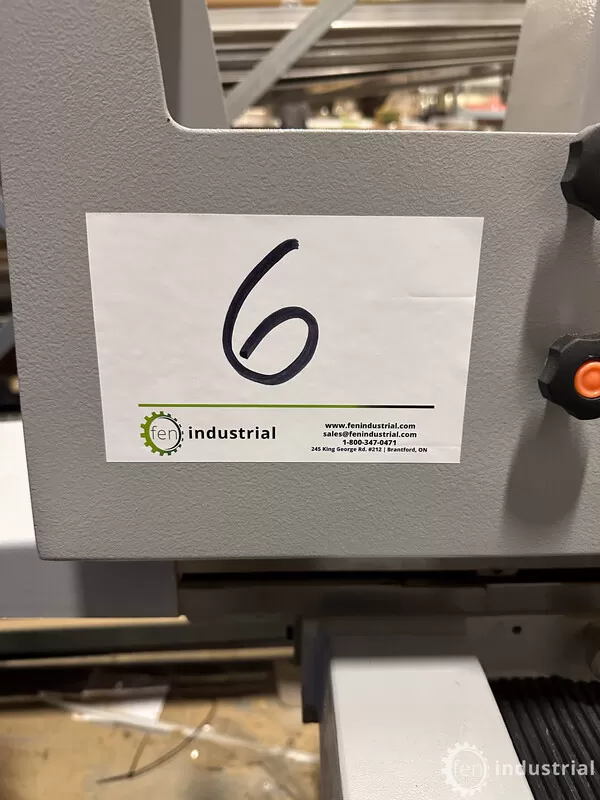 6
fen industrial
www.fenindustrial.com
sales@fenindustrial.com
1-800-347-0471
245 King George Rd. #212 | Brantford, ON
fen industrial